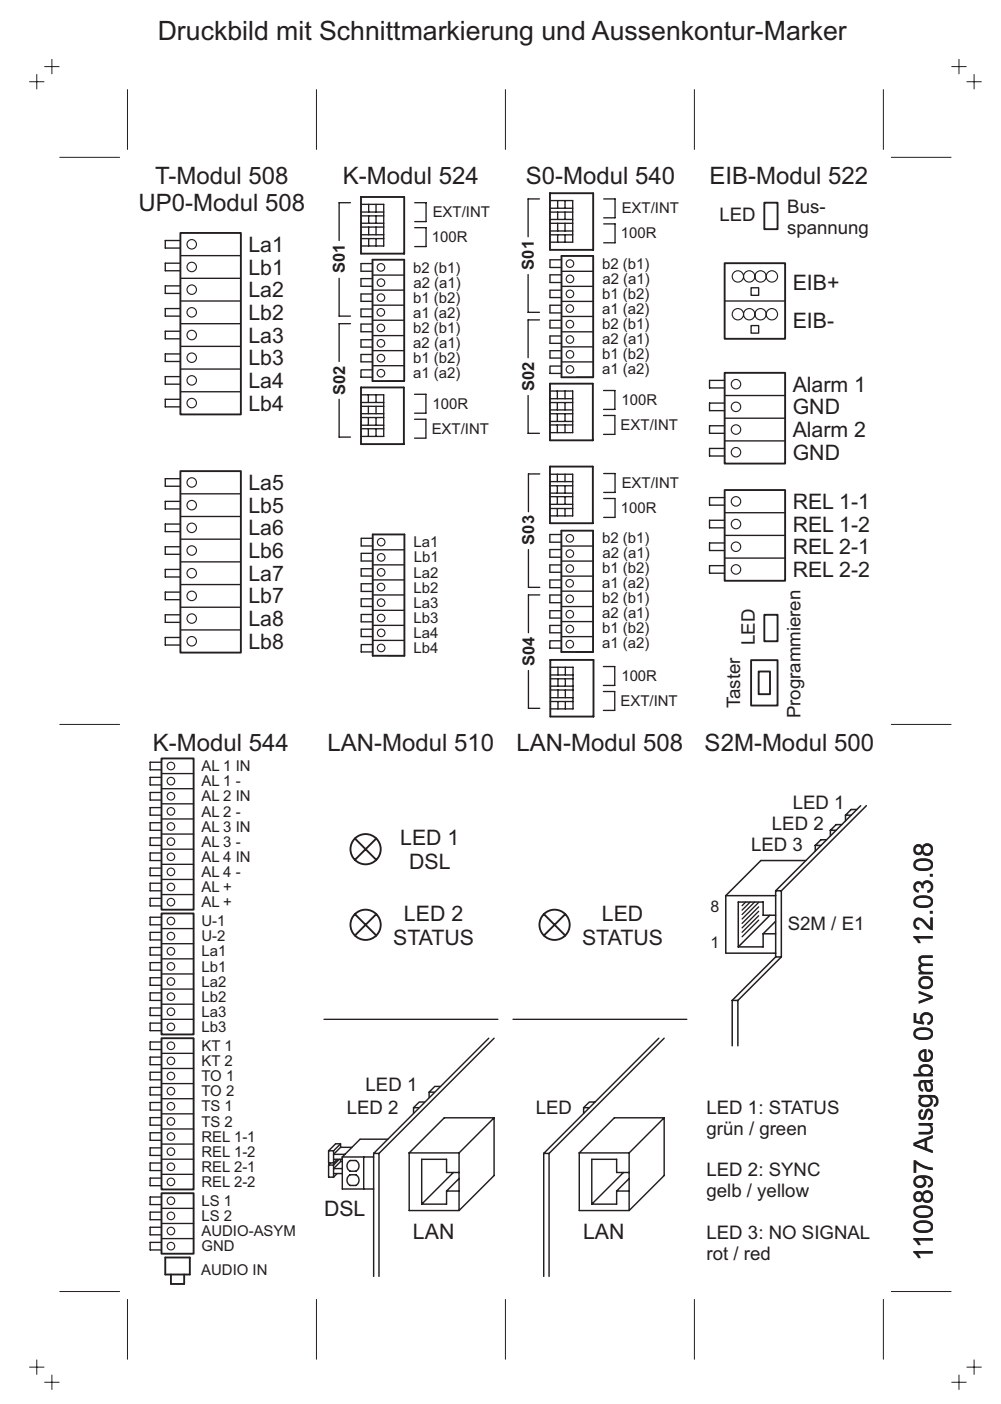 Druckbild mit Schnittmarkierung und Aussenkontur-Marker
T-Modul 508
UP0-Modul 508
La1
Lb1
La2
Lb2
La3
Lb3
La4
Lb4
La5
Lb5
La6
Lb6
La7
Lb7
La8
Lb8
K-Modul 524
S01
EXT/INT
100R
b2 (b1)
a2 (a1)
b1 (b2)
a1 (a2)
S02
b2 (b1)
a2 (a1)
b1 (b2)
a1 (a2)
100R
EXT/INT
La1
Lb1
La2
Lb2
La3
Lb3
La4
Lb4
S0-Modul 540
S01
EXT/INT
100R
b2 (b1)
a2 (a1)
b1 (b2)
a1 (a2)
S02
b2 (b1)
a2 (a1)
b1 (b2)
a1 (a2)
100R
EXT/INT
S03
EXT/INT
100R
b2 (b1)
a2 (a1)
b1 (b2)
a1 (a2)
S04
b2 (b1)
a2 (a1)
b1 (b2)
a1 (a2)
100R
EXT/INT
EIB-Modul 522
LED
Bus-
spannung
EIB+
EIB-
Alarm 1
GND
Alarm 2
GND
REL 1-1
REL 1-2
REL 2-1
REL 2-2
LED
Taster
Programmieren
K-Modul 544
AL 1 IN
AL 1 -
AL 2 IN
AL 2 -
AL 3 IN
AL 3 -
AL 4 IN
AL 4 -
AL +
AL +
U-1
U-2
La1
Lb1
La2
Lb2
La3
Lb3
KT 1
KT 2
TO 1
TO 2
TS 1
TS 2
REL 1-1
REL 1-2
REL 2-1
REL 2-2
LS 1
LS 2
AUDIO-ASYM
GND
AUDIO IN
LAN-Modul 510
LED 1
DSL
LED 2
STATUS
LED 1
LED 2
DSL
LAN
LAN-Modul 508
LED
STATUS
LED
LAN
S2M-Modul 500
LED 1
LED 2
LED 3
8
1
S2M / E1
LED 1: STATUS
grün / green
LED 2: SYNC
gelb / yellow
LED 3: NO SIGNAL
rot / red
1100897 Ausgabe 05 vom 12.03.08